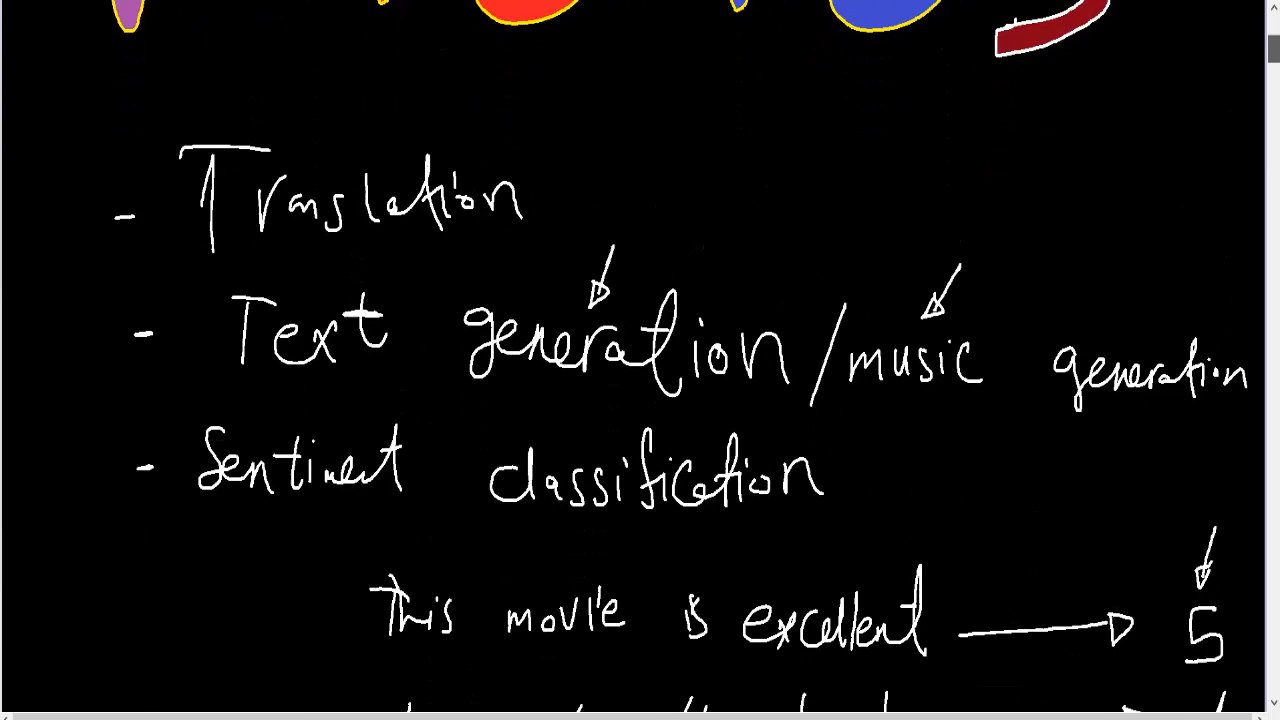 - Translation
- Text generation/music generation
- Sentiment classification
This movie is excellent → 5